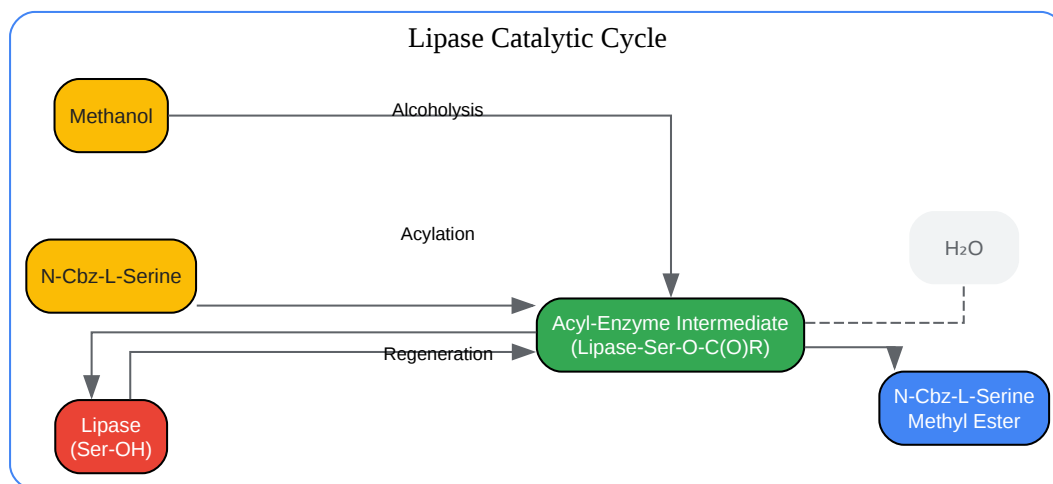 Lipase Catalytic Cycle
Methanol
Alcoholysis
Acylation
N-Cbz-L-Serine
H₂O
Acyl-Enzyme Intermediate
(Lipase-Ser-O-C(O)R)
Regeneration
N-Cbz-L-Serine
Methyl Ester
Lipase
(Ser-OH)